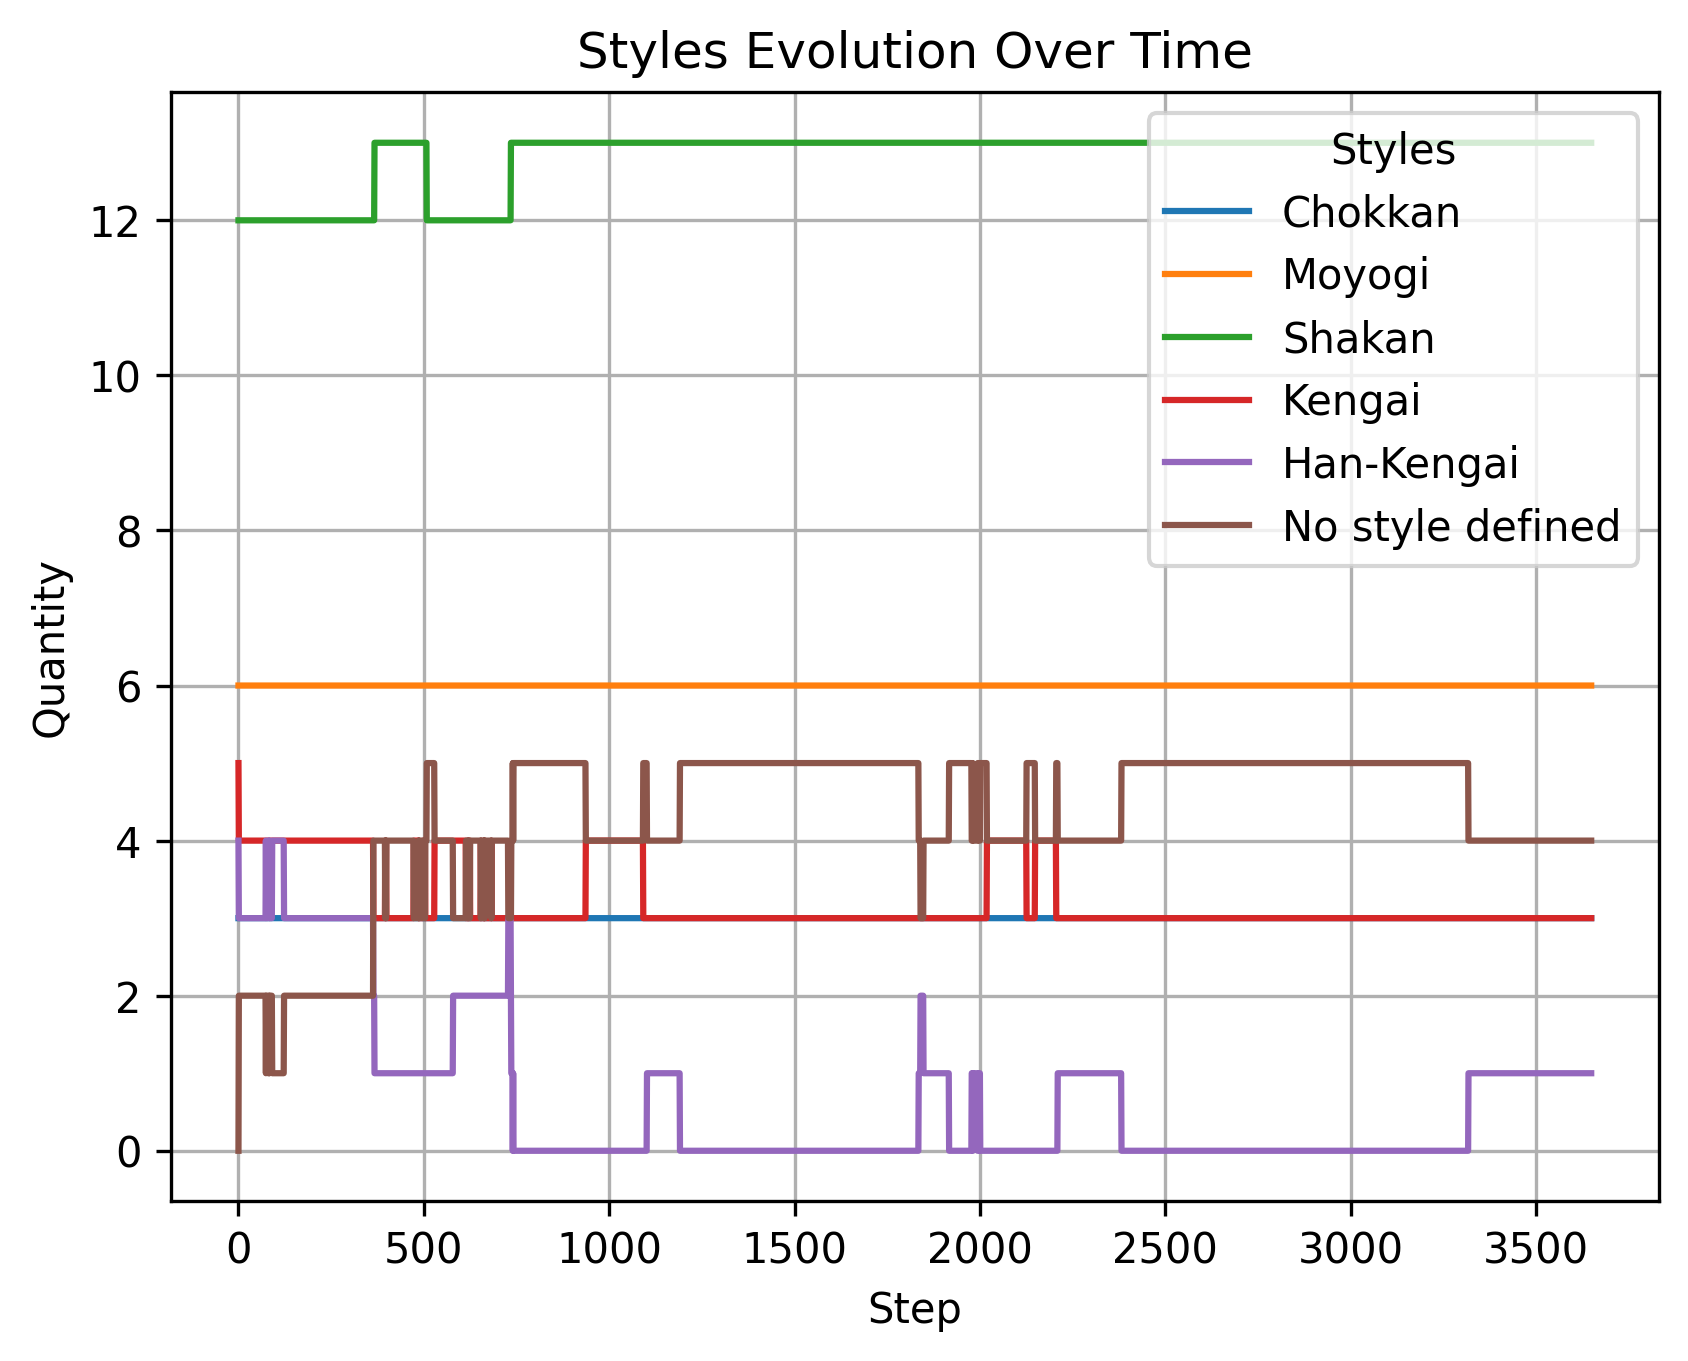 Styles Evolution Over Time
Styles
Chokkan
Moyogi
Shakan
Kengai
Han-Kengai
No style defined
Quantity
12
10
8
6
4
2
0
0 500 1000 1500 2000 2500 3000 3500
Step